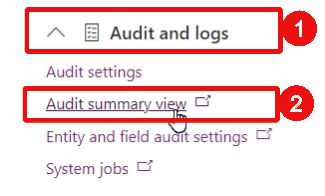 Audit and logs 1
Audit settings
Audit summary view 2
Entity and field audit settings
System jobs